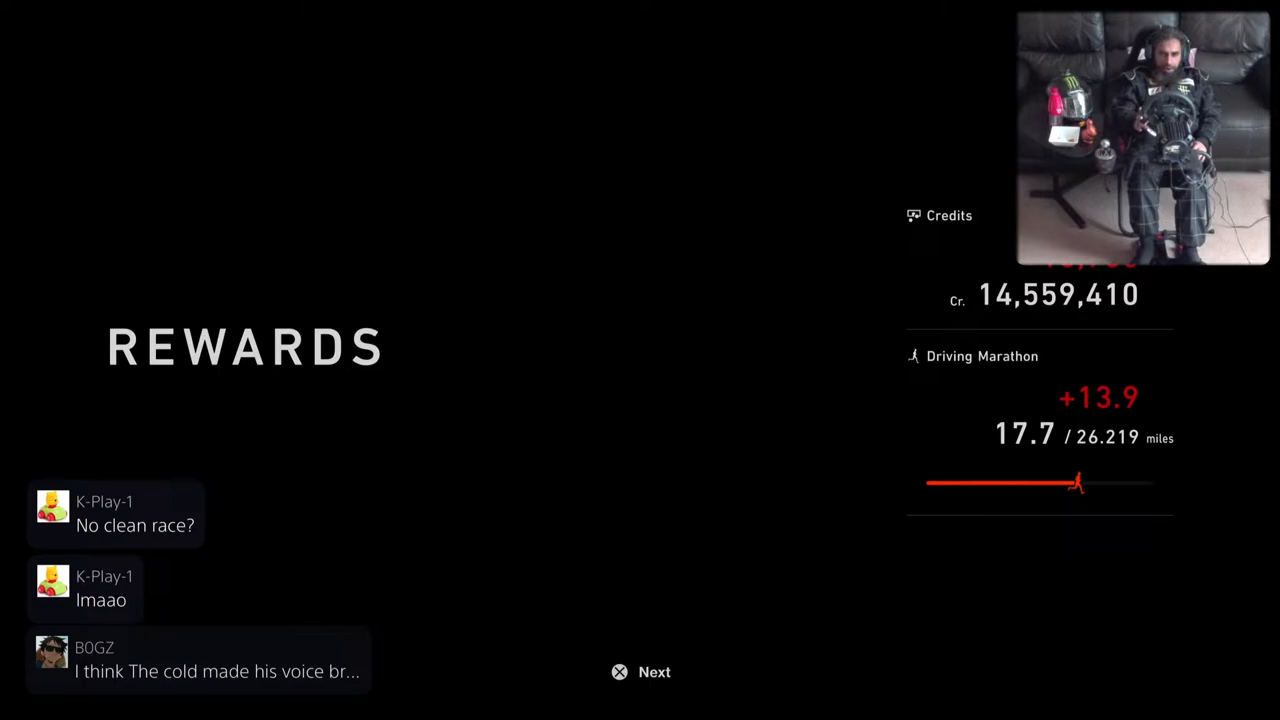 Credits
Cr. 14,559,410
Driving Marathon
+13.9
17.7 / 26.219 miles
REWARDS
K-Play-1
No clean race?
K-Play-1
lmaao
B0GZ
I think The cold made his voice br...
Next